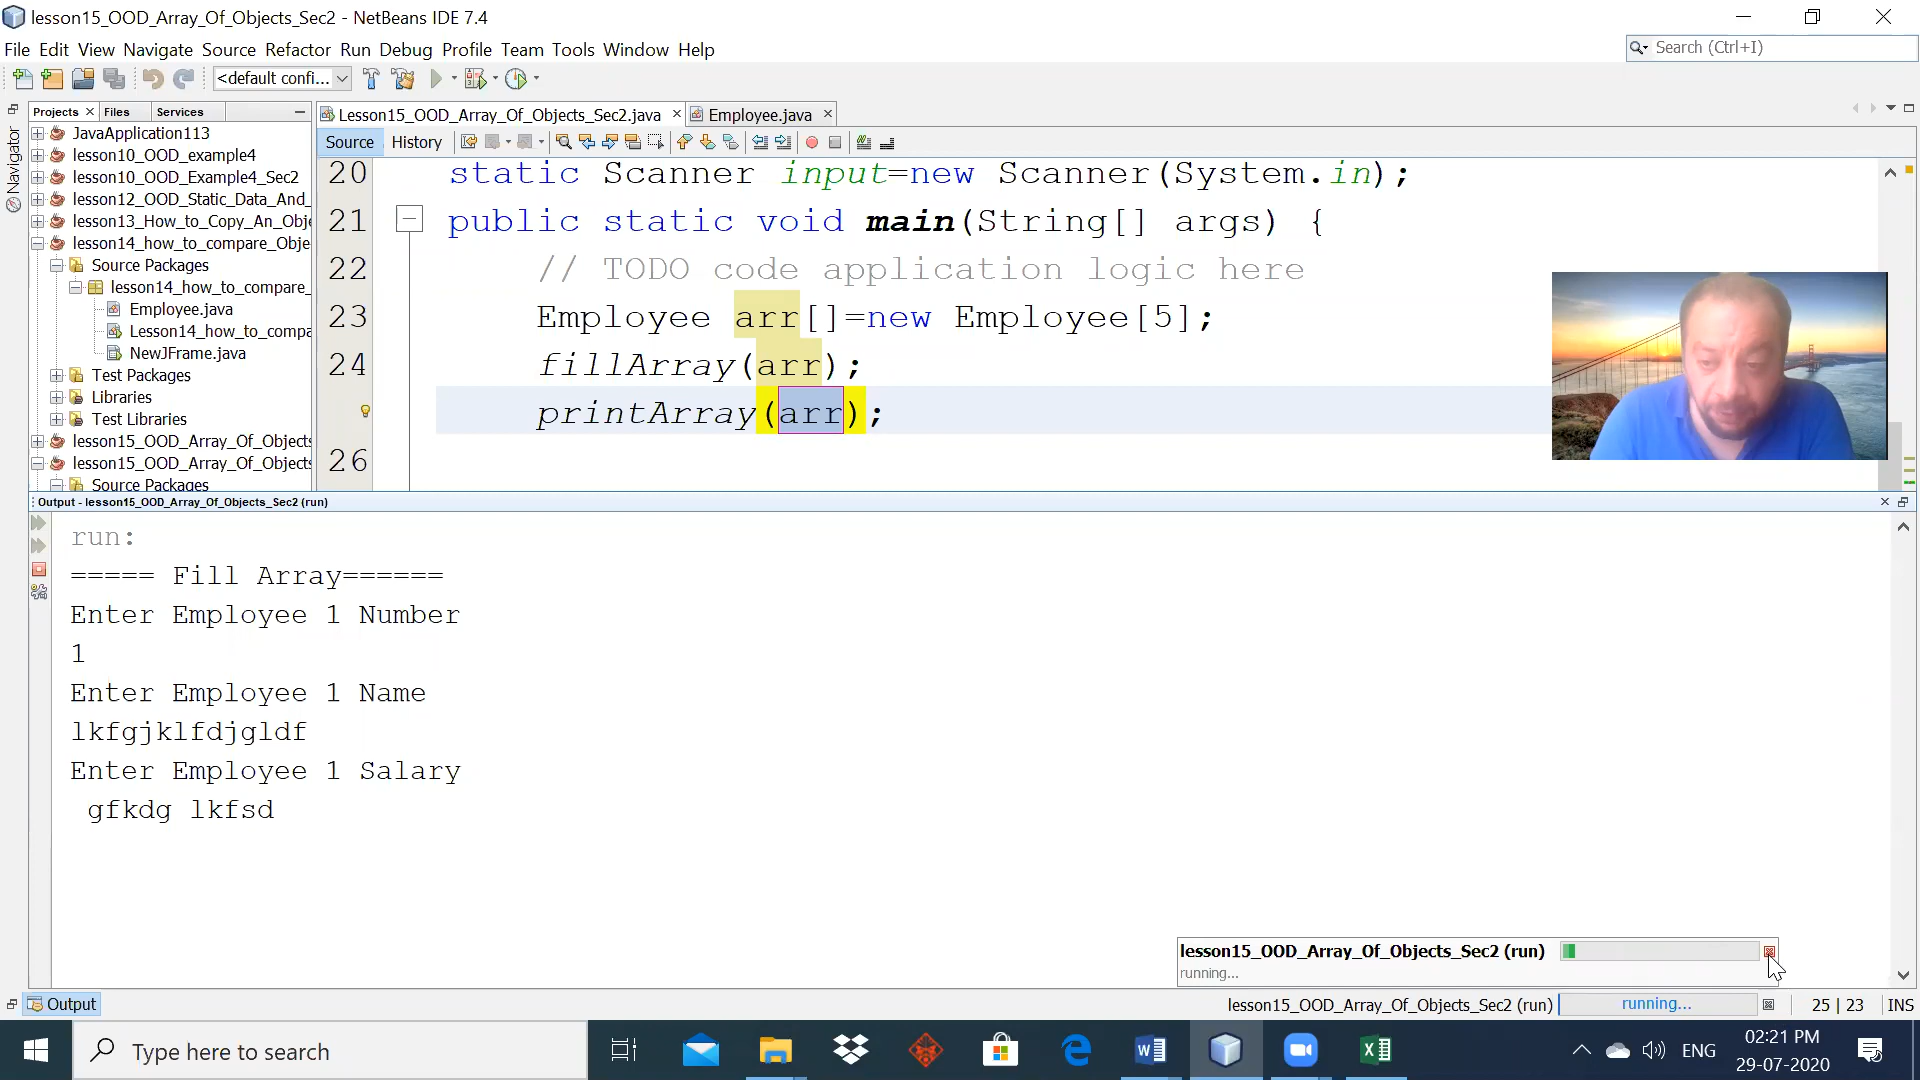 lesson15_OOD_Array_Of_Objects_Sec2 - NetBeans IDE 7.4
File Edit View Navigate Source Refactor Run Debug Profile Team Tools Window Help
Search (Ctrl+I)
<default confi...
Projects Files Services
Lesson15_OOD_Array_Of_Objects_Sec2.java Employee.java
Navigator
Source History
JavaApplication113
lesson10_OOD_example4
lesson10_OOD_Example4_Sec2
lesson12_OOD_Static_Data_And_
lesson13_How_to_Copy_An_Obje
lesson14_how_to_compare_Obje
Source Packages
lesson14_how_to_compare_
Employee.java
Lesson14_how_to_compa
NewJFrame.java
Test Packages
Libraries
Test Libraries
lesson15_OOD_Array_Of_Objects
lesson15_OOD_Array_Of_Objects
Source Packages
20 static Scanner input=new Scanner(System.in);
21 public static void main(String[] args) {
22 // TODO code application logic here
23 Employee arr[]=new Employee[5];
24 fillArray(arr);
printArray(arr);
26
Output - lesson15_OOD_Array_Of_Objects_Sec2 (run)
run:
===== Fill Array======
Enter Employee 1 Number
1
Enter Employee 1 Name
lkfgjklfdjgldf
Enter Employee 1 Salary
gfkdg lkfsd
lesson15_OOD_Array_Of_Objects_Sec2 (run)
running...
Output
lesson15_OOD_Array_Of_Objects_Sec2 (run) running... 25 | 23 INS
Type here to search
ENG
02:21 PM
29-07-2020